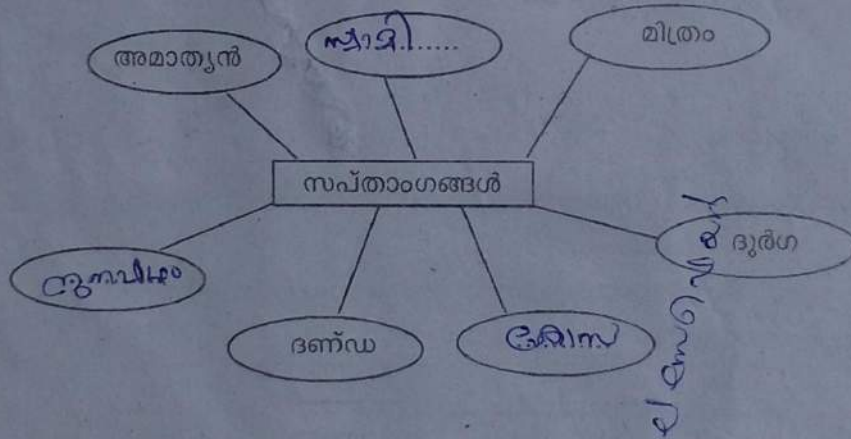 അമാത്യൻ
സ്വാമി.....
മിത്രം
സപ്താംഗങ്ങൾ
ദുർഗ
ജനപദം
ദണ്ഡ
കോസ